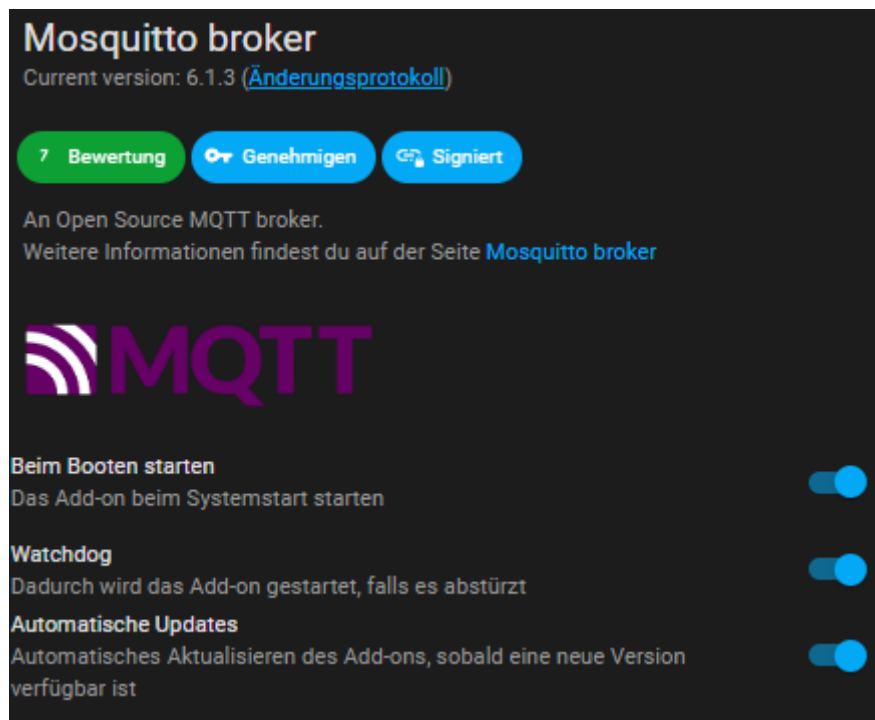 Mosquitto broker
Current version: 6.1.3 (Änderungsprotokoll)
7 Bewertung
Genehmigen
Signiert
An Open Source MQTT broker.
Weitere Informationen findest du auf der Seite Mosquitto broker
MQTT
Beim Booten starten
Das Add-on beim Systemstart starten
Watchdog
Dadurch wird das Add-on gestartet, falls es abstürzt
Automatische Updates
Automatisches Aktualisieren des Add-ons, sobald eine neue Version
verfügbar ist